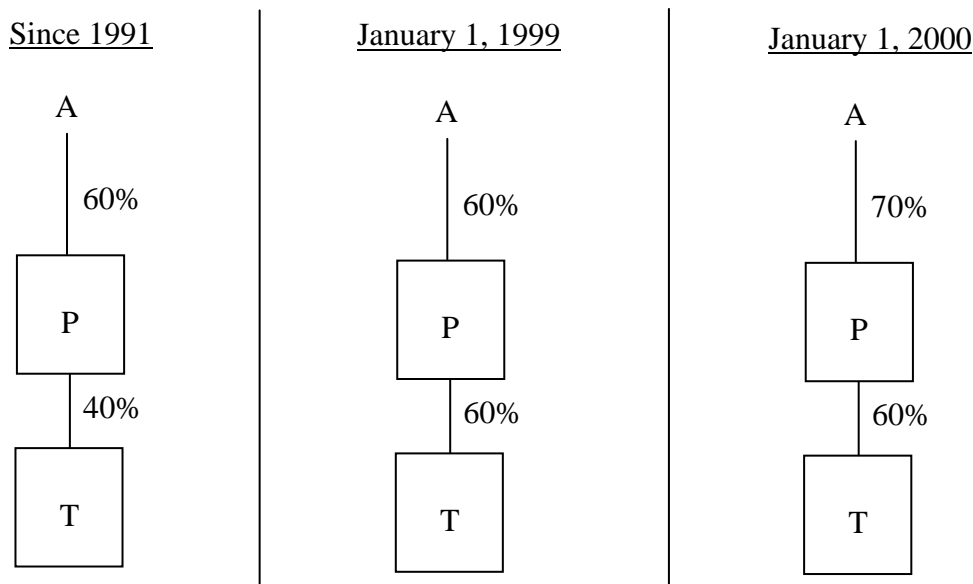 Since 1991
A
60%
P
40%
T
January 1, 1999
A
60%
P
60%
T
January 1, 2000
A
70%
P
60%
T